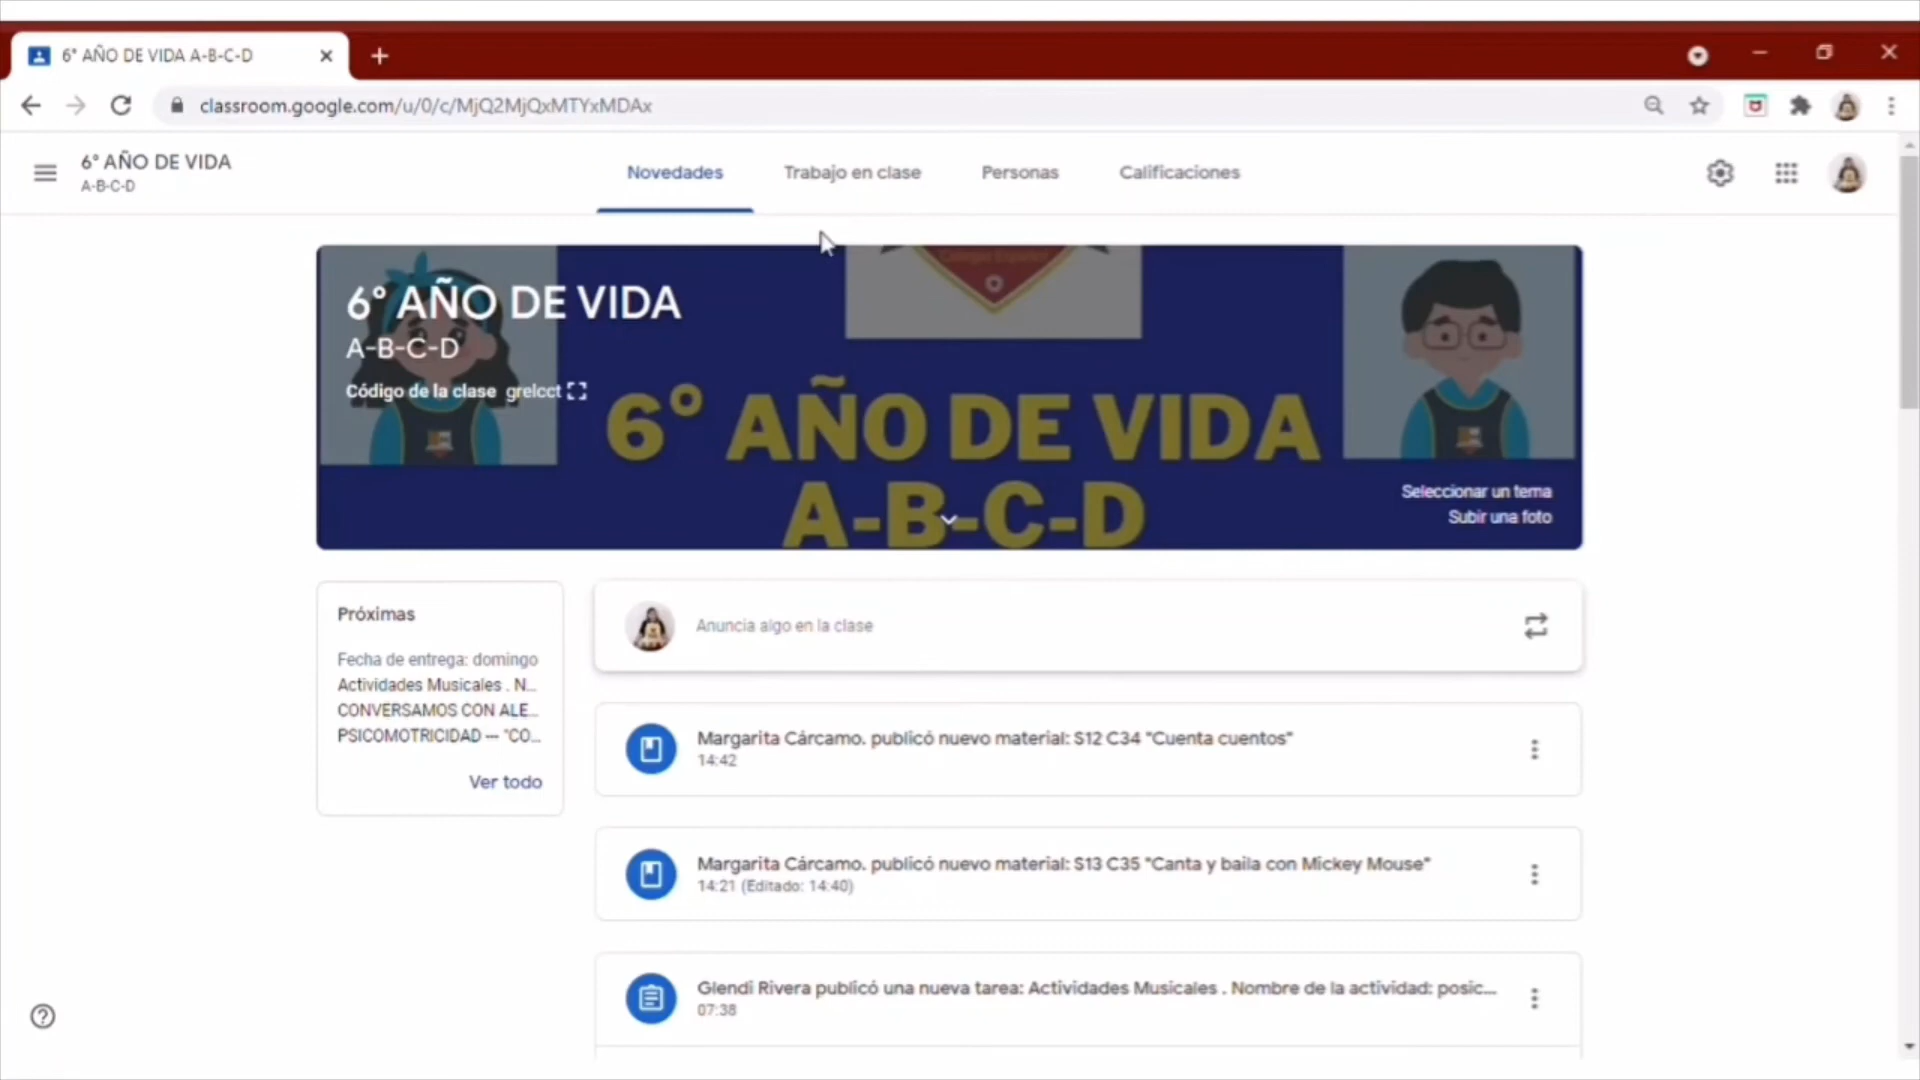 6° AÑO DE VIDA A-B-C-D
classroom.google.com/u/0/c/MjQ2MjQxMTYxMDAx
6° AÑO DE VIDA
A-B-C-D
Novedades
Trabajo en clase
Personas
Calificaciones
6° AÑO DE VIDA
A-B-C-D
Código de la clase grelcct
6° AÑO DE VIDA
A-B-C-D
Seleccionar un tema
Subir una foto
Próximas
Fecha de entrega: domingo
Actividades Musicales . N...
CONVERSAMOS CON ALE...
PSICOMOTRICIDAD --- "CO...
Ver todo
Anuncia algo en la clase
Margarita Cárcamo. publicó nuevo material: S12 C34 "Cuenta cuentos"
14:42
Margarita Cárcamo. publicó nuevo material: S13 C35 "Canta y baila con Mickey Mouse"
14:21 (Editado: 14:40)
Glendi Rivera publicó una nueva tarea: Actividades Musicales . Nombre de la actividad: posic...
07:38